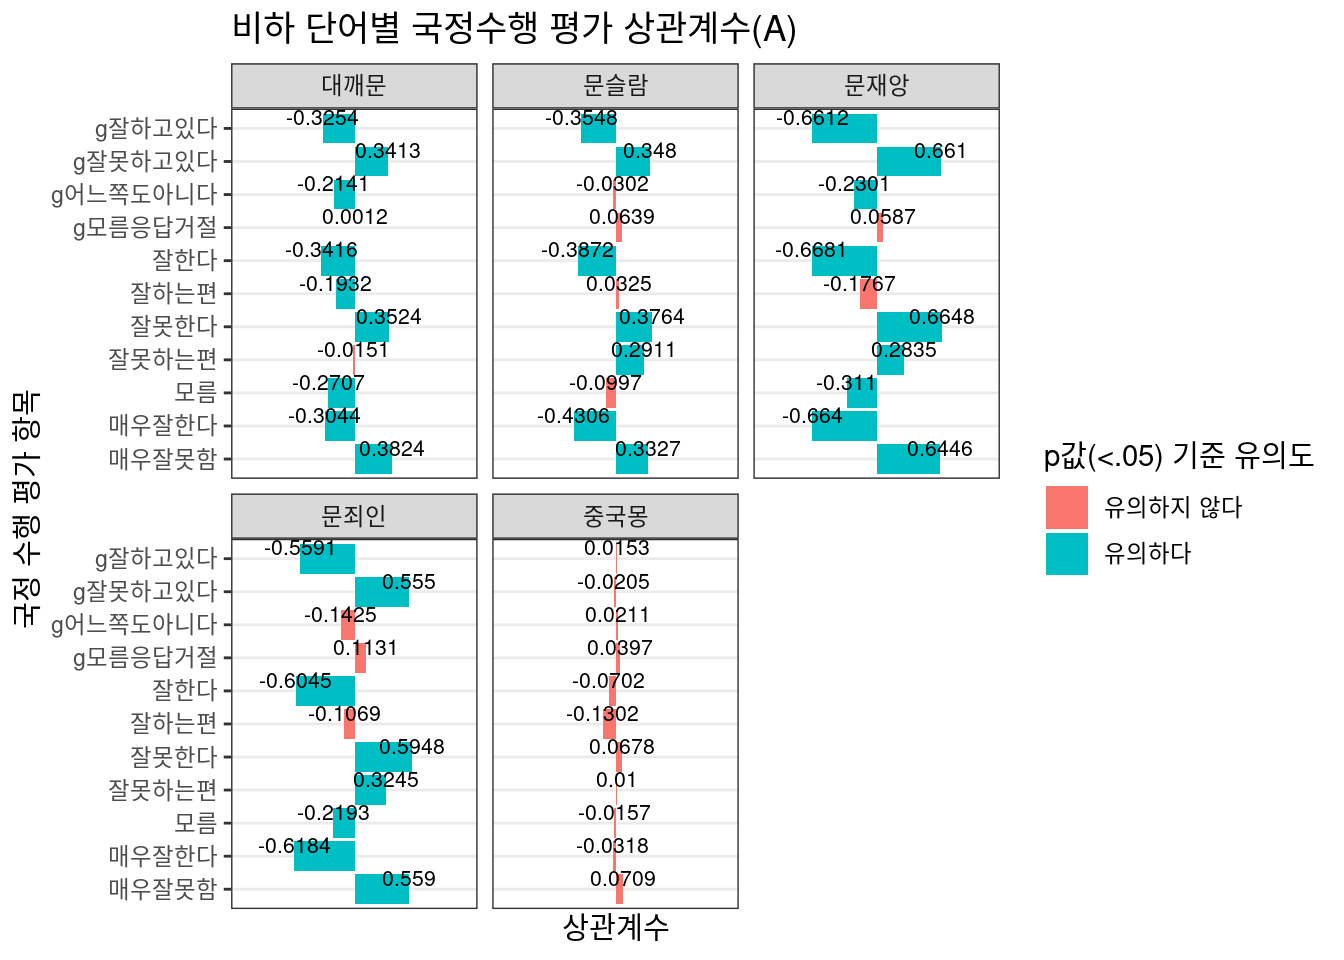 비하 단어별 국정수행 평가 상관계수(A)
국정 수행 평가 항목
대깨문
문슬람
문재앙
g잘하고있다
-0.3254
-0.3548
-0.6612
g잘못하고있다
0.3413
0.348
0.661
g어느쪽도아니다
-0.2141
-0.0302
-0.2301
g모름응답거절
0.0012
0.0639
0.0587
잘한다
-0.3416
-0.3872
-0.6681
잘하는편
-0.1932
0.0325
-0.1767
잘못한다
0.3524
0.3764
0.6648
잘못하는편
-0.0151
0.2911
0.2835
모름
-0.2707
-0.0997
-0.311
매우잘한다
-0.3044
-0.4306
-0.664
매우잘못함
0.3824
0.3327
0.6446
문죄인
중국몽
g잘하고있다
-0.5591
0.0153
g잘못하고있다
0.555
-0.0205
g어느쪽도아니다
-0.1425
0.0211
g모름응답거절
0.1131
0.0397
잘한다
-0.6045
-0.0702
잘하는편
-0.1069
-0.1302
잘못한다
0.5948
0.0678
잘못하는편
0.3245
0.01
모름
-0.2193
-0.0157
매우잘한다
-0.6184
-0.0318
매우잘못함
0.559
0.0709
상관계수
p값(<.05) 기준 유의도
유의하지 않다
유의하다